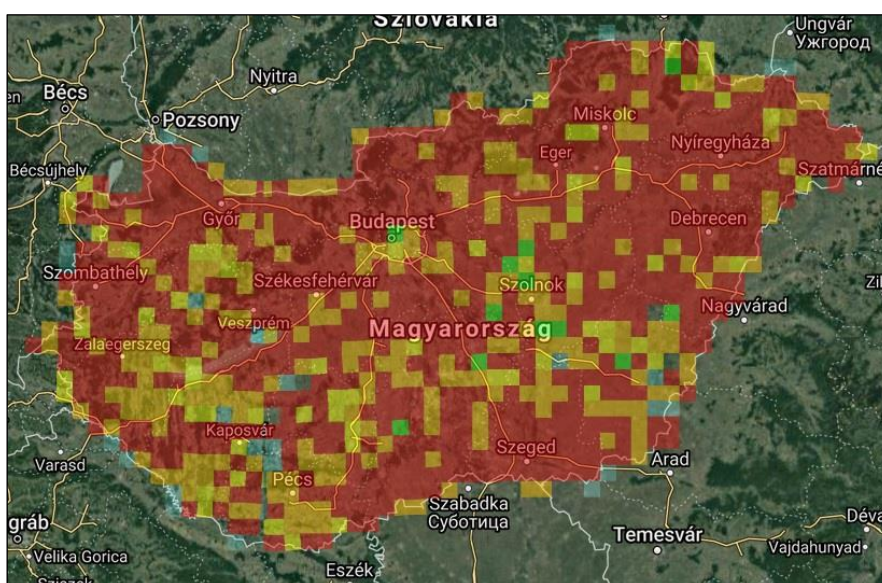 Szlovákia
Ungvár
Ужгород
Bécs
Nyitra
Pozsony
Miskolc
Nyíregyháza
Eger
Bécsújhely
Szatmárné
Győr
Budapest
Debrecen
Szombathely
Székesfehérvár
Szolnok
Nagyvárad
Veszprém
Magyarország
Zalaegerszeg
Kaposvár
Szeged
Varasd
Pécs
Arad
Szabadka
Суботица
gráb
Temesvár
Déva
Velika Gorica
Vajdahunyad
Eszék